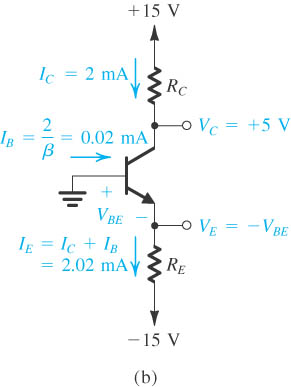 +15 V
I_C = 2 mA
R_C
V_C = +5 V
I_B = 2/β = 0.02 mA
+
V_BE −
V_E = −V_BE
I_E = I_C + I_B
= 2.02 mA
R_E
−15 V
(b)